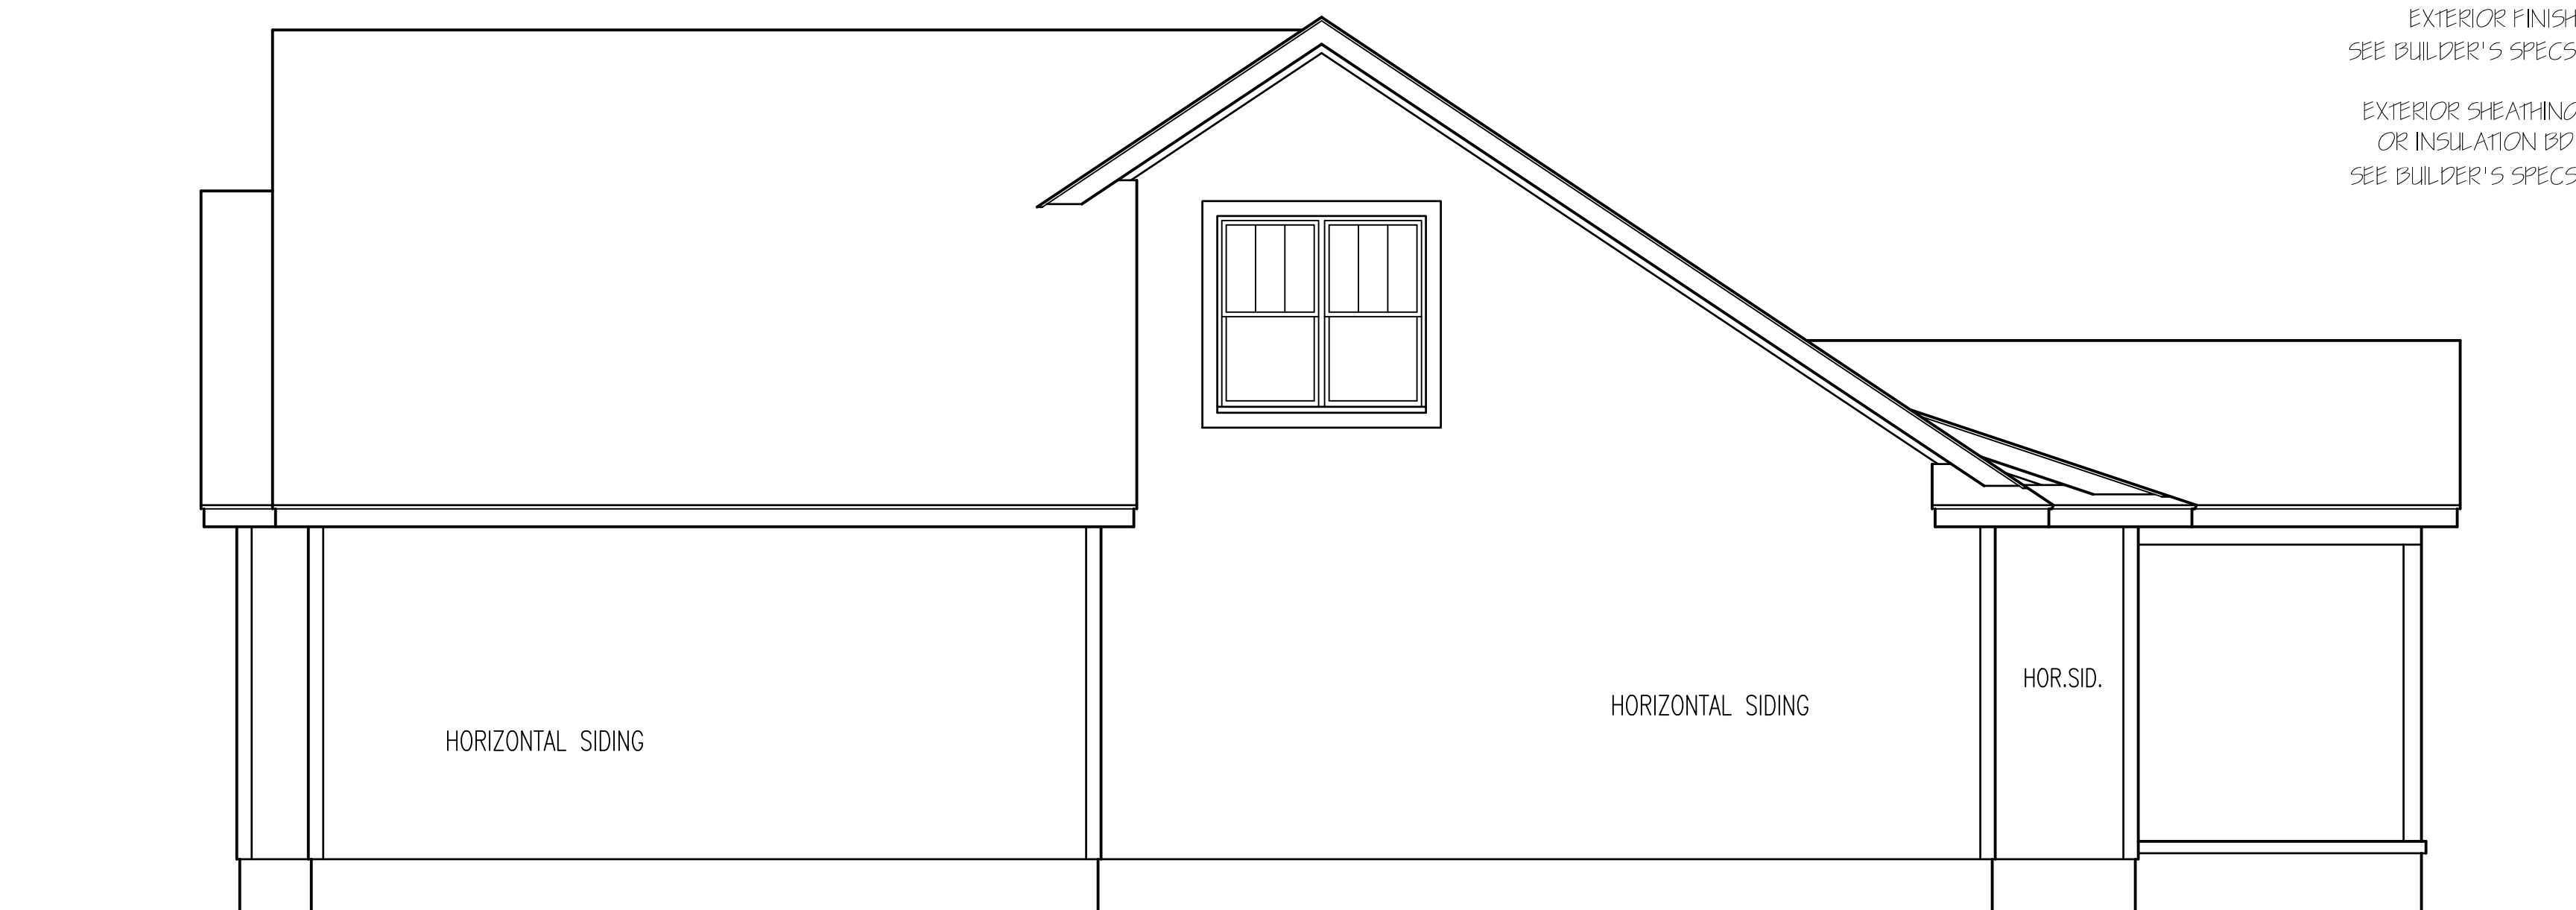 EXTERIOR FINISH
SEE BUILDER'S SPECS
EXTERIOR SHEATHING
OR INSULATION BD
SEE BUILDER'S SPECS
HOR.SID.
HORIZONTAL SIDING
HORIZONTAL SIDING